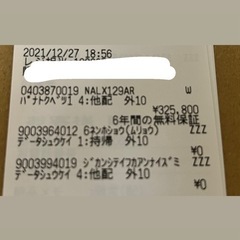 2021/12/27 18:56
0403870019 NALX129AR W
ﾊﾟﾅﾄｸﾍﾞﾂ1 4:他配 外10
¥325,800
6年間の無料保証
9003964012 6ﾈﾝﾎｼｮｳ(ﾑﾘｮｳ) ZZZ
ﾃﾞｰﾀｼｭｳｹｲ 1:持帰 外10
¥0
9003994019 ｼﾞｶﾝｼﾃｲﾌｶｱﾝﾅｲｽﾞﾐ ZZZ
ﾃﾞｰﾀｼｭｳｹｲ 4:他配 外10
¥0